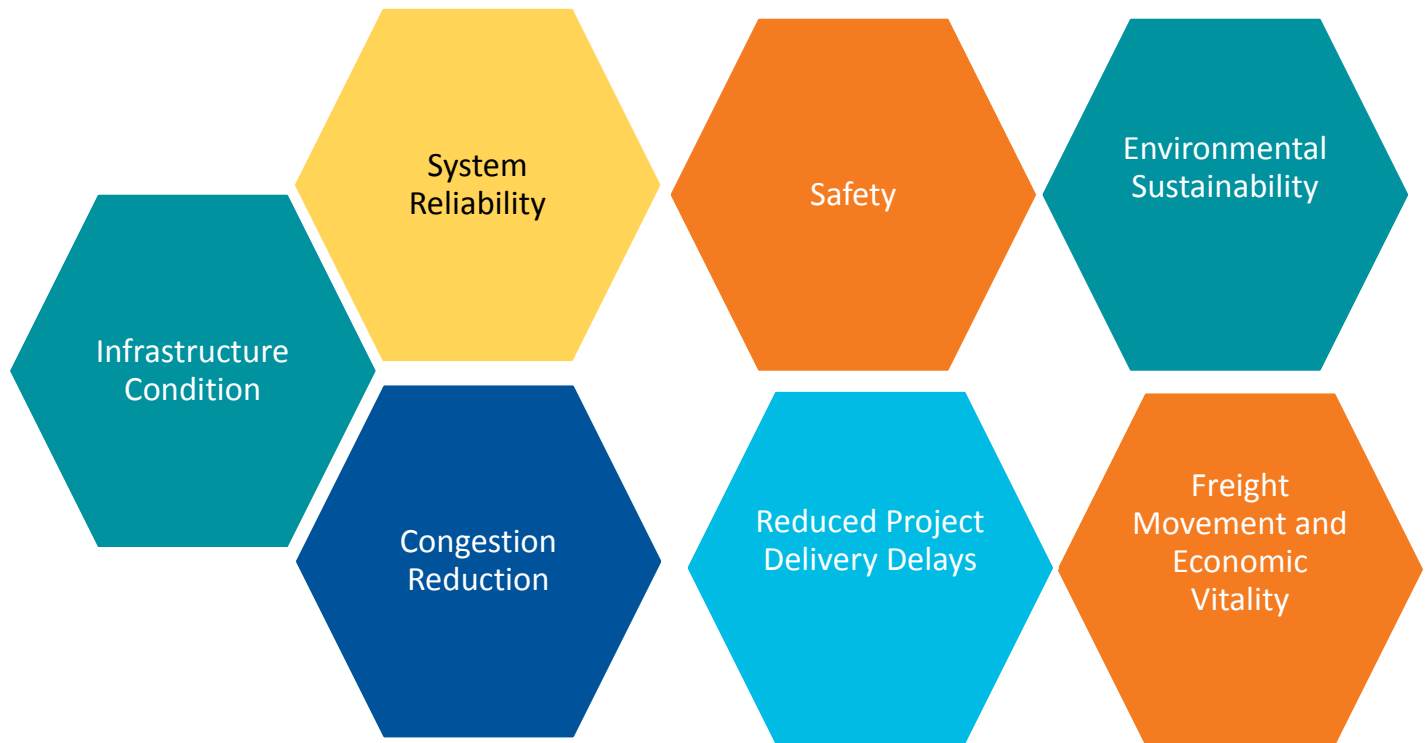 System
Reliability
Safety
Environmental
Sustainability
Infrastructure
Condition
Congestion
Reduction
Reduced Project
Delivery Delays
Freight
Movement and
Economic
Vitality